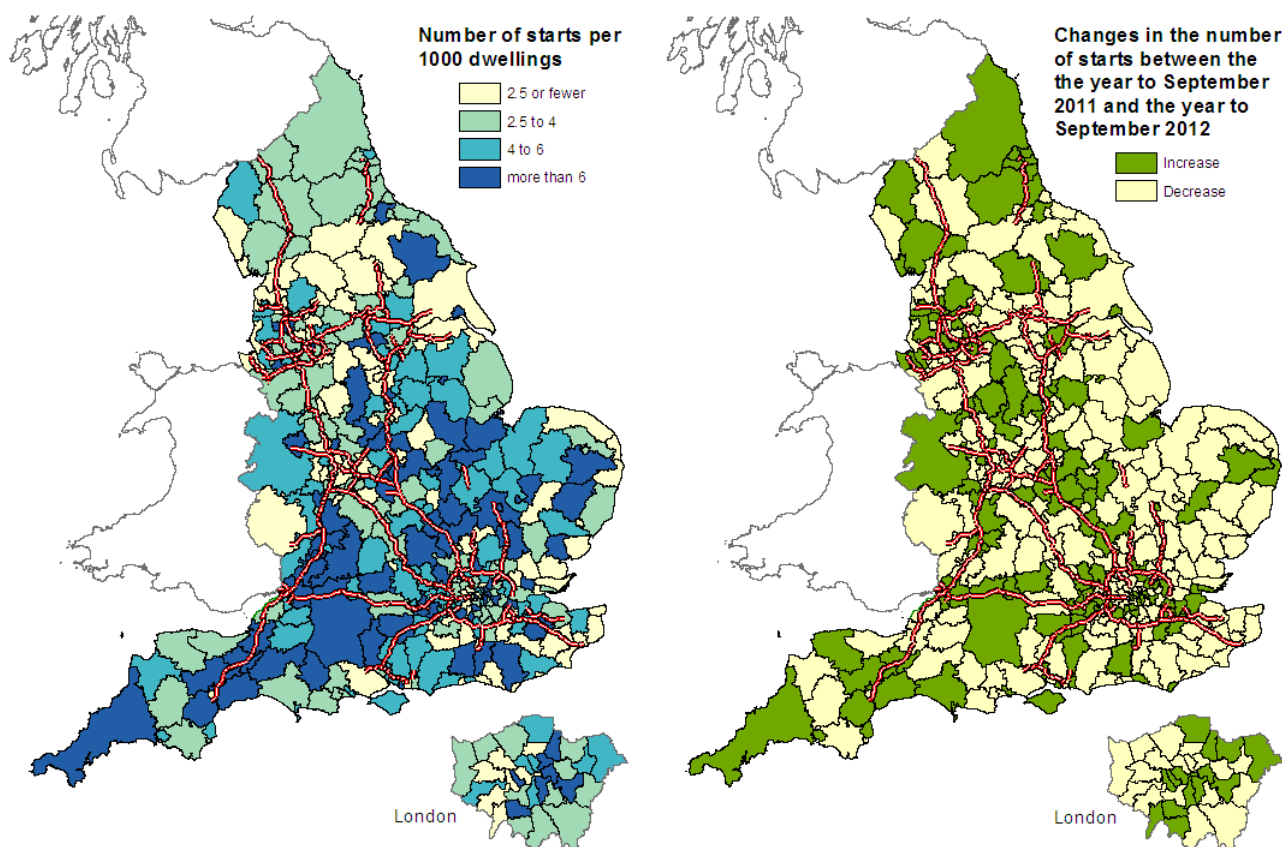 Number of starts per
1000 dwellings
2.5 or fewer
2.5 to 4
4 to 6
more than 6
London
Changes in the number
of starts between the
the year to September
2011 and the year to
September 2012
Increase
Decrease
London